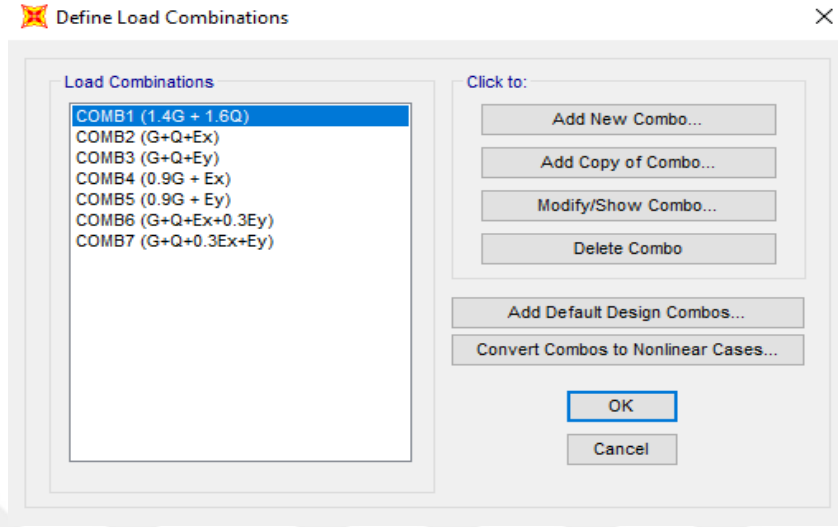 Define Load Combinations
Load Combinations
COMB1 (1.4G + 1.6Q)
COMB2 (G+Q+Ex)
COMB3 (G+Q+Ey)
COMB4 (0.9G + Ex)
COMB5 (0.9G + Ey)
COMB6 (G+Q+Ex+0.3Ey)
COMB7 (G+Q+0.3Ex+Ey)
Click to:
Add New Combo...
Add Copy of Combo...
Modify/Show Combo...
Delete Combo
Add Default Design Combos...
Convert Combos to Nonlinear Cases...
OK
Cancel